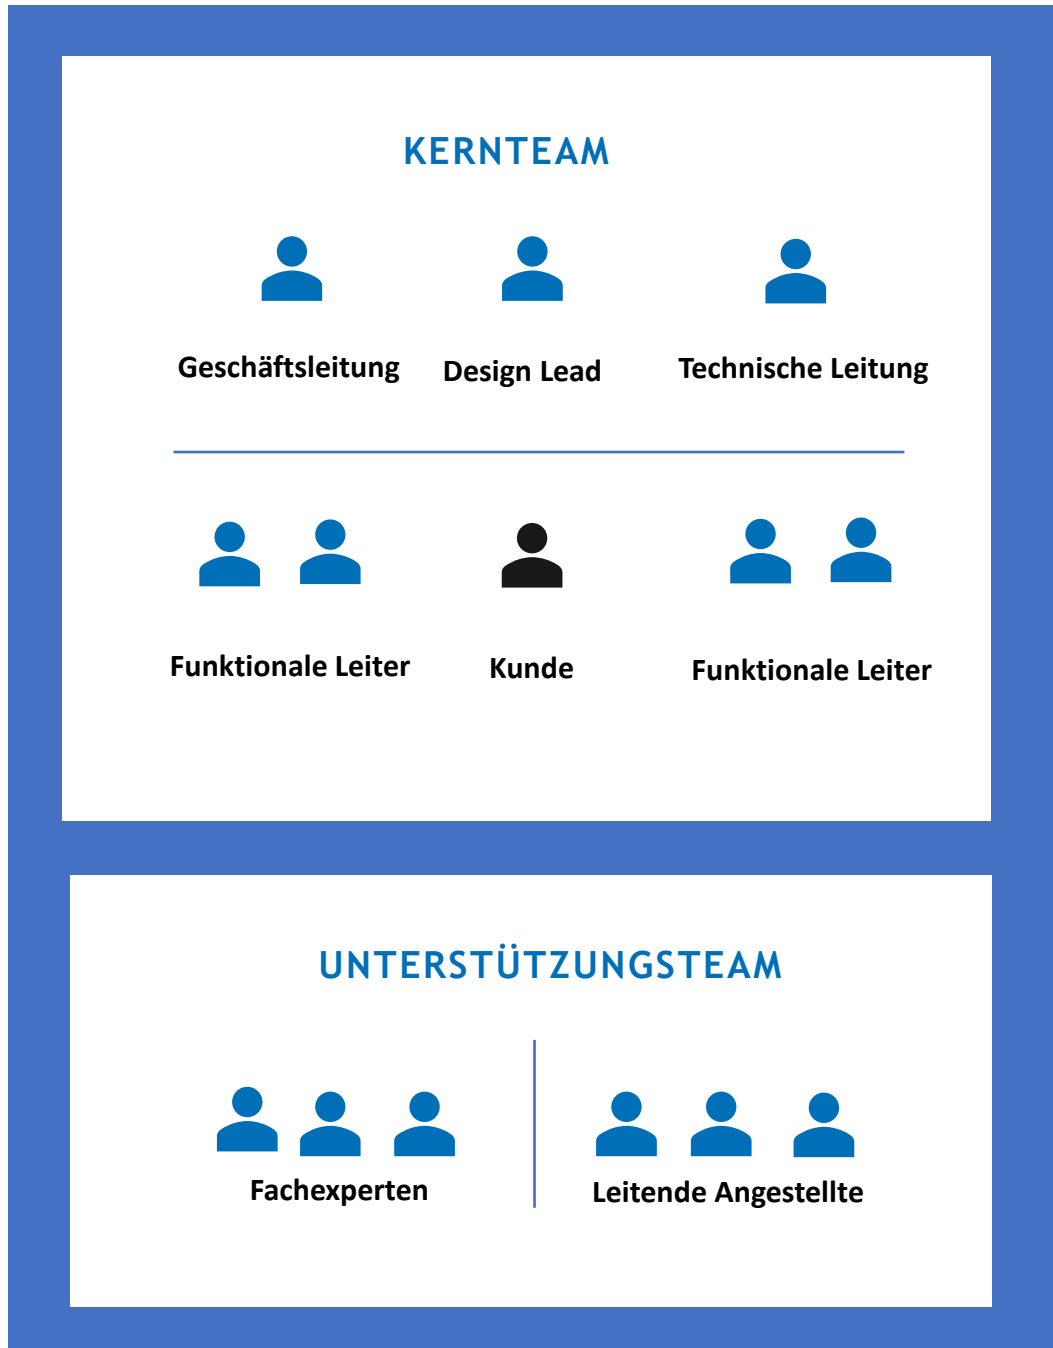 KERNTEAM
Geschäftsleitung
Design Lead
Technische Leitung
Funktionale Leiter
Kunde
Funktionale Leiter
UNTERSTÜTZUNGSTEAM
Fachexperten
Leitende Angestellte